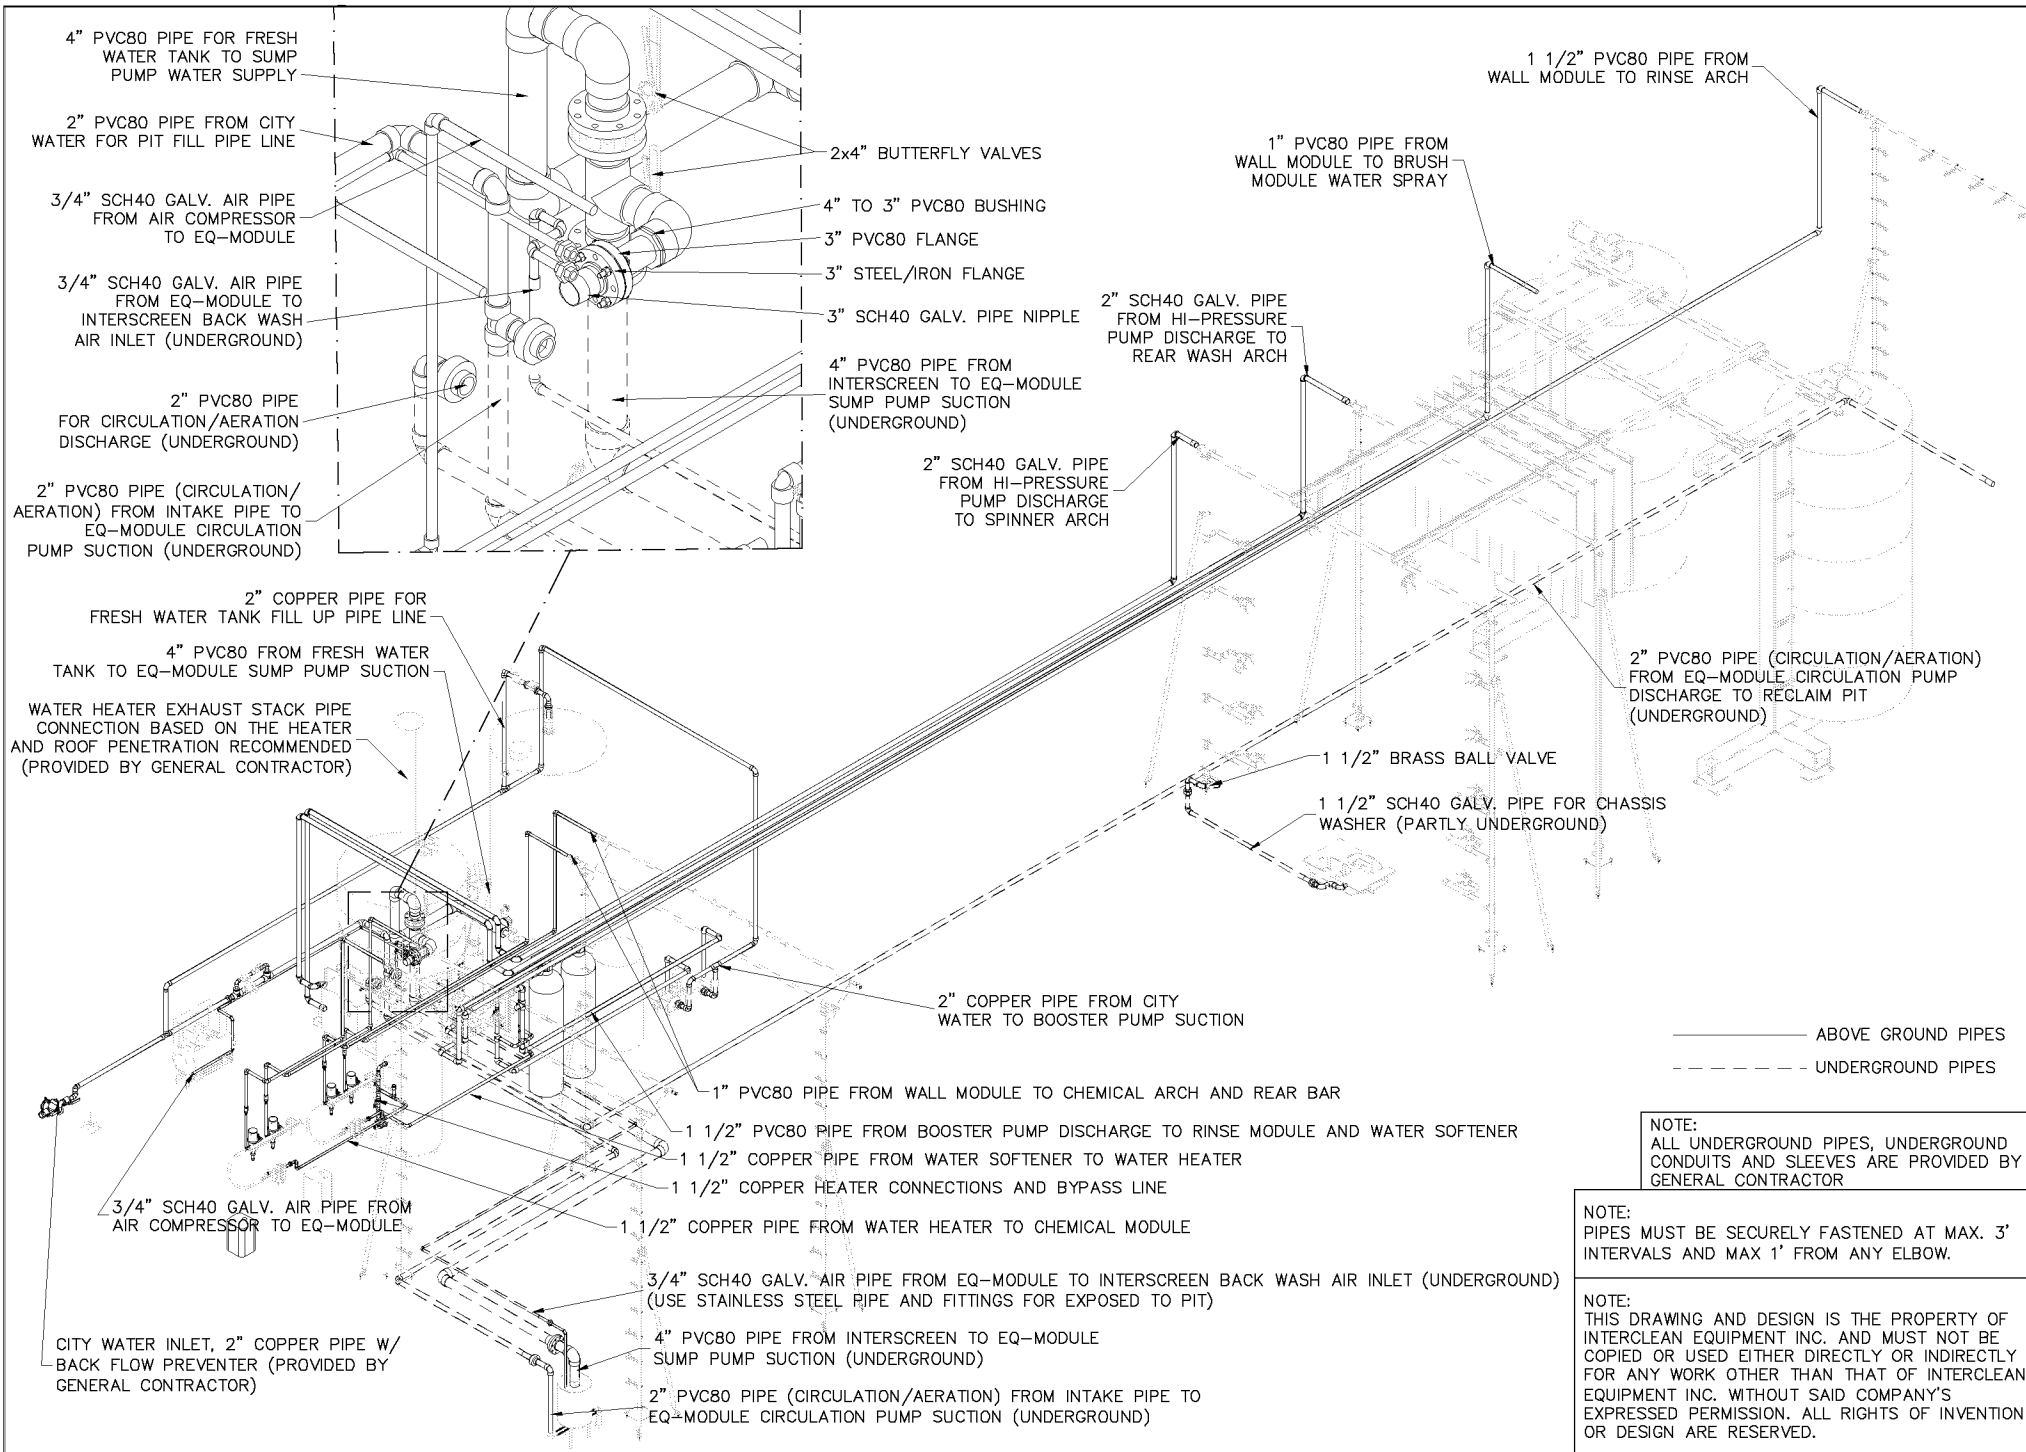 4” PVC80 PIPE FOR FRESH
WATER TANK TO SUMP
PUMP WATER SUPPLY
2” PVC80 PIPE FROM CITY
WATER FOR PIT FILL PIPE LINE
3/4” SCH40 GALV. AIR PIPE
FROM AIR COMPRESSOR
TO EQ–MODULE
3/4” SCH40 GALV. AIR PIPE
FROM EQ–MODULE TO
INTERSCREEN BACK WASH
AIR INLET (UNDERGROUND)
2” PVC80 PIPE
FOR CIRCULATION/AERATION
DISCHARGE (UNDERGROUND)
2” PVC80 PIPE (CIRCULATION/
AERATION) FROM INTAKE PIPE TO
EQ–MODULE CIRCULATION
PUMP SUCTION (UNDERGROUND)
2x4” BUTTERFLY VALVES
4” TO 3” PVC80 BUSHING
3” PVC80 FLANGE
3” STEEL/IRON FLANGE
3” SCH40 GALV. PIPE NIPPLE
4” PVC80 PIPE FROM
INTERSCREEN TO EQ–MODULE
SUMP PUMP SUCTION
(UNDERGROUND)
1 1/2” PVC80 PIPE FROM
WALL MODULE TO RINSE ARCH
1” PVC80 PIPE FROM
WALL MODULE TO BRUSH
MODULE WATER SPRAY
2” SCH40 GALV. PIPE
FROM HI–PRESSURE
PUMP DISCHARGE TO
REAR WASH ARCH
2” SCH40 GALV. PIPE
FROM HI–PRESSURE
PUMP DISCHARGE
TO SPINNER ARCH
2” COPPER PIPE FOR
FRESH WATER TANK FILL UP PIPE LINE
4” PVC80 FROM FRESH WATER
TANK TO EQ–MODULE SUMP PUMP SUCTION
WATER HEATER EXHAUST STACK PIPE
CONNECTION BASED ON THE HEATER
AND ROOF PENETRATION RECOMMENDED
(PROVIDED BY GENERAL CONTRACTOR)
2” PVC80 PIPE (CIRCULATION/AERATION)
FROM EQ–MODULE CIRCULATION PUMP
DISCHARGE TO RECLAIM PIT
(UNDERGROUND)
1 1/2” BRASS BALL VALVE
1 1/2” SCH40 GALV. PIPE FOR CHASSIS
WASHER (PARTLY UNDERGROUND)
2” COPPER PIPE FROM CITY
WATER TO BOOSTER PUMP SUCTION
1” PVC80 PIPE FROM WALL MODULE TO CHEMICAL ARCH AND REAR BAR
1 1/2” PVC80 PIPE FROM BOOSTER PUMP DISCHARGE TO RINSE MODULE AND WATER SOFTENER
1 1/2” COPPER PIPE FROM WATER SOFTENER TO WATER HEATER
1 1/2” COPPER HEATER CONNECTIONS AND BYPASS LINE
1 1/2” COPPER PIPE FROM WATER HEATER TO CHEMICAL MODULE
3/4” SCH40 GALV. AIR PIPE FROM
AIR COMPRESSOR TO EQ–MODULE
3/4” SCH40 GALV. AIR PIPE FROM EQ–MODULE TO INTERSCREEN BACK WASH AIR INLET (UNDERGROUND)
(USE STAINLESS STEEL PIPE AND FITTINGS FOR EXPOSED TO PIT)
4” PVC80 PIPE FROM INTERSCREEN TO EQ–MODULE
SUMP PUMP SUCTION (UNDERGROUND)
2” PVC80 PIPE (CIRCULATION/AERATION) FROM INTAKE PIPE TO
EQ–MODULE CIRCULATION PUMP SUCTION (UNDERGROUND)
CITY WATER INLET, 2” COPPER PIPE W/
BACK FLOW PREVENTER (PROVIDED BY
GENERAL CONTRACTOR)
ABOVE GROUND PIPES
UNDERGROUND PIPES
NOTE:
ALL UNDERGROUND PIPES, UNDERGROUND
CONDUITS AND SLEEVES ARE PROVIDED BY
GENERAL CONTRACTOR
NOTE:
PIPES MUST BE SECURELY FASTENED AT MAX. 3’
INTERVALS AND MAX 1’ FROM ANY ELBOW.
NOTE:
THIS DRAWING AND DESIGN IS THE PROPERTY OF
INTERCLEAN EQUIPMENT INC. AND MUST NOT BE
COPIED OR USED EITHER DIRECTLY OR INDIRECTLY
FOR ANY WORK OTHER THAN THAT OF INTERCLEAN
EQUIPMENT INC. WITHOUT SAID COMPANY’S
EXPRESSED PERMISSION. ALL RIGHTS OF INVENTION
OR DESIGN ARE RESERVED.